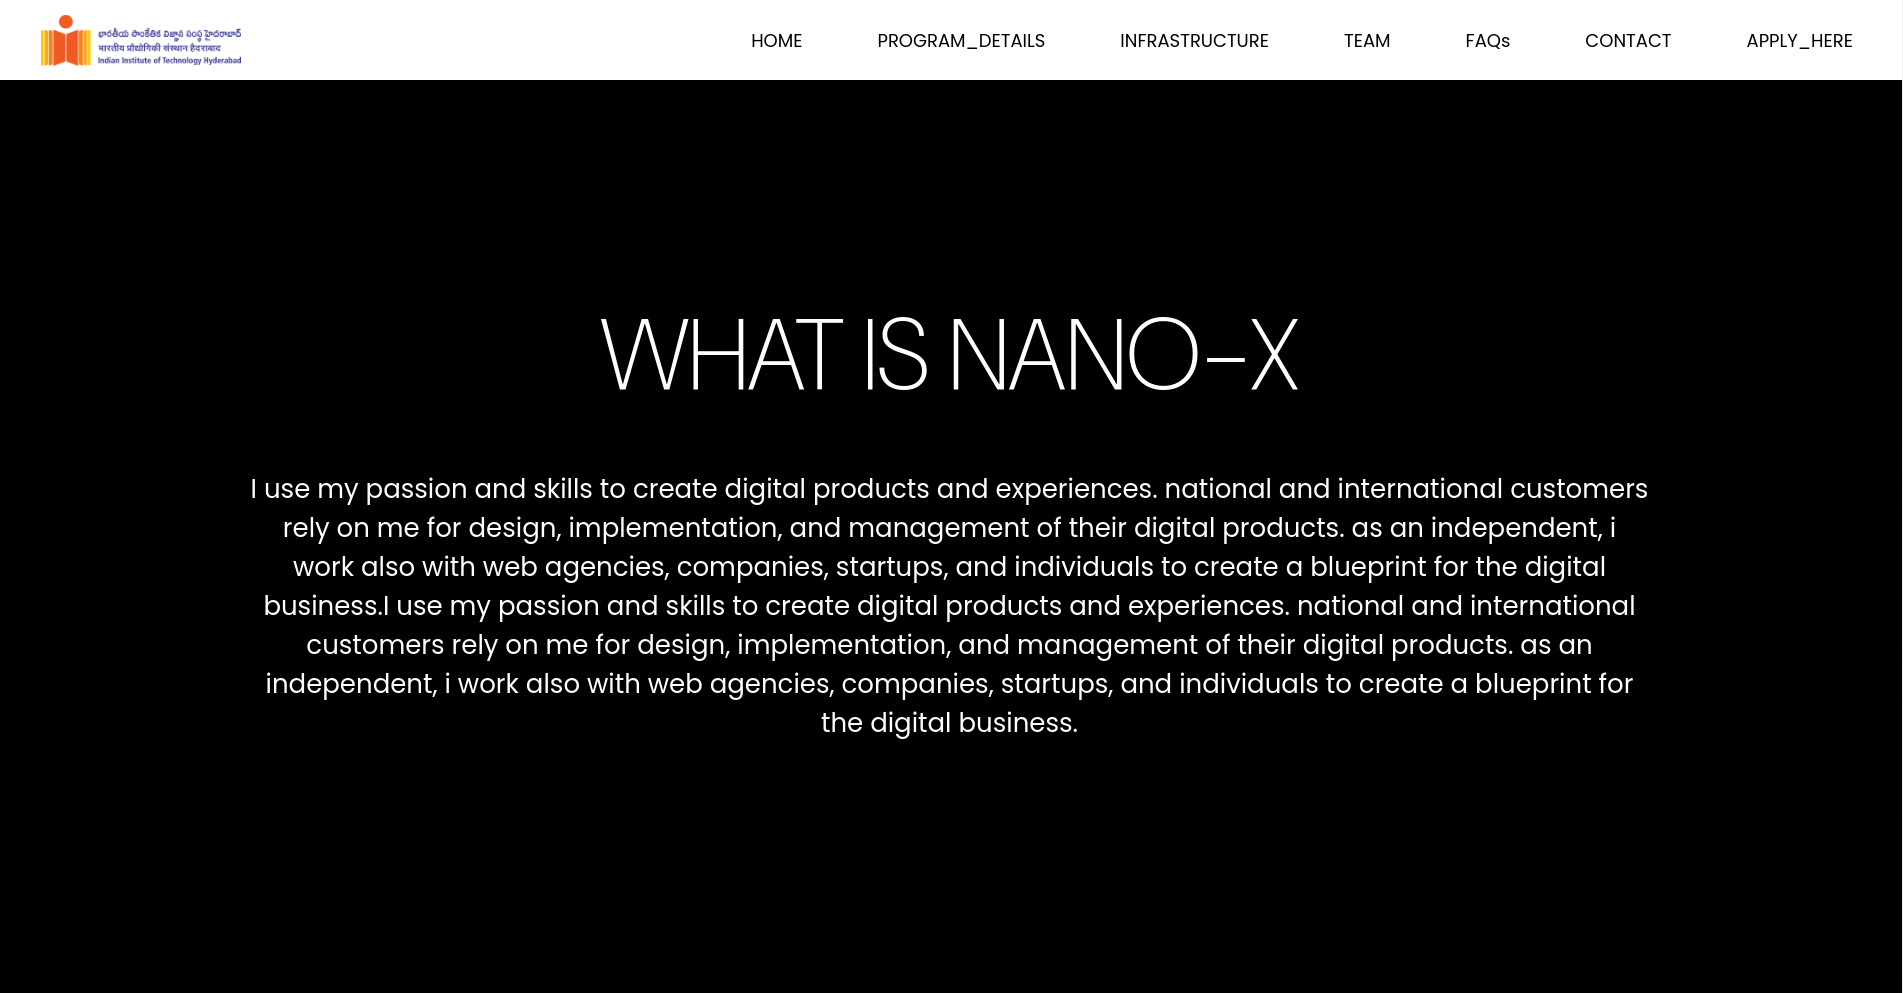 భారతీయ సాంకేతిక విజ్ఞాన సంస్థ హైదరాబాద్
भारतीय प्रौद्योगिकी संस्थान हैदराबाद
Indian Institute of Technology Hyderabad
HOME PROGRAM_DETAILS INFRASTRUCTURE TEAM FAQs CONTACT APPLY_HERE
WHAT IS NANO-X
I use my passion and skills to create digital products and experiences. national and international customers
rely on me for design, implementation, and management of their digital products. as an independent, i
work also with web agencies, companies, startups, and individuals to create a blueprint for the digital
business.I use my passion and skills to create digital products and experiences. national and international
customers rely on me for design, implementation, and management of their digital products. as an
independent, i work also with web agencies, companies, startups, and individuals to create a blueprint for
the digital business.